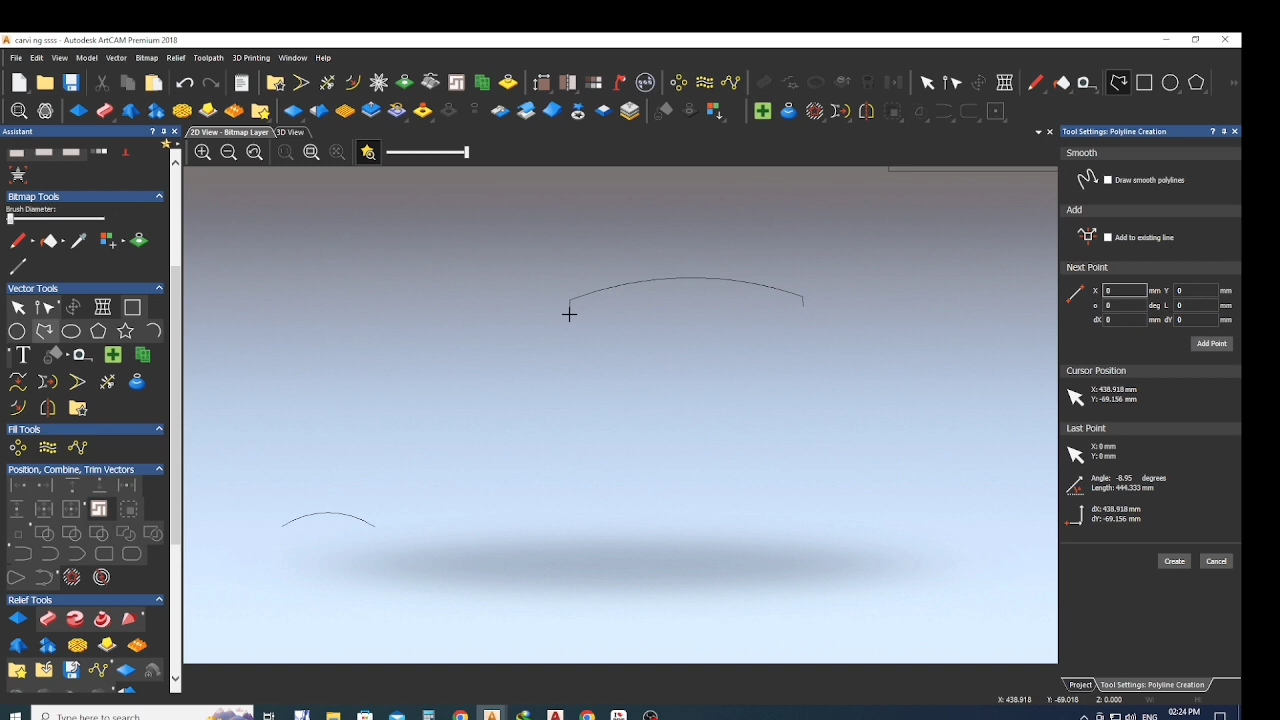 carvi ng ssss - Autodesk ArtCAM Premium 2018
File Edit View Model Vector Bitmap Relief Toolpath 3D Printing Window Help
Assistant
2D View - Bitmap Layer 3D View
Tool Settings: Polyline Creation
Smooth
Draw smooth polylines
Add
Add to existing line
Next Point
X 0 mm Y 0 mm
o 0 deg L 0 mm
dX 0 mm dY 0 mm
Add Point
Cursor Position
X: 438.918 mm
Y: -69.156 mm
Last Point
X: 0 mm
Y: 0 mm
Angle: -8.95 degrees
Length: 444.333 mm
dX: 438.918 mm
dY: -69.156 mm
Create Cancel
Bitmap Tools
Brush Diameter:
Vector Tools
Fill Tools
Position, Combine, Trim Vectors
Relief Tools
Project Tool Settings: Polyline Creation
X: 438.918 Y: -69.018 Z: 0.000 W: H:
Type here to search
02:24 PM